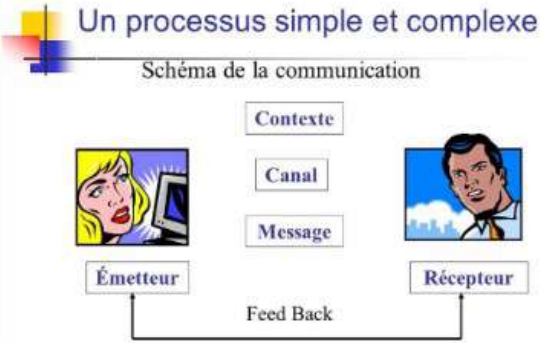 Un processus simple et complexe
Schéma de la communication
Contexte
Canal
Message
Émetteur
Récepteur
Feed Back